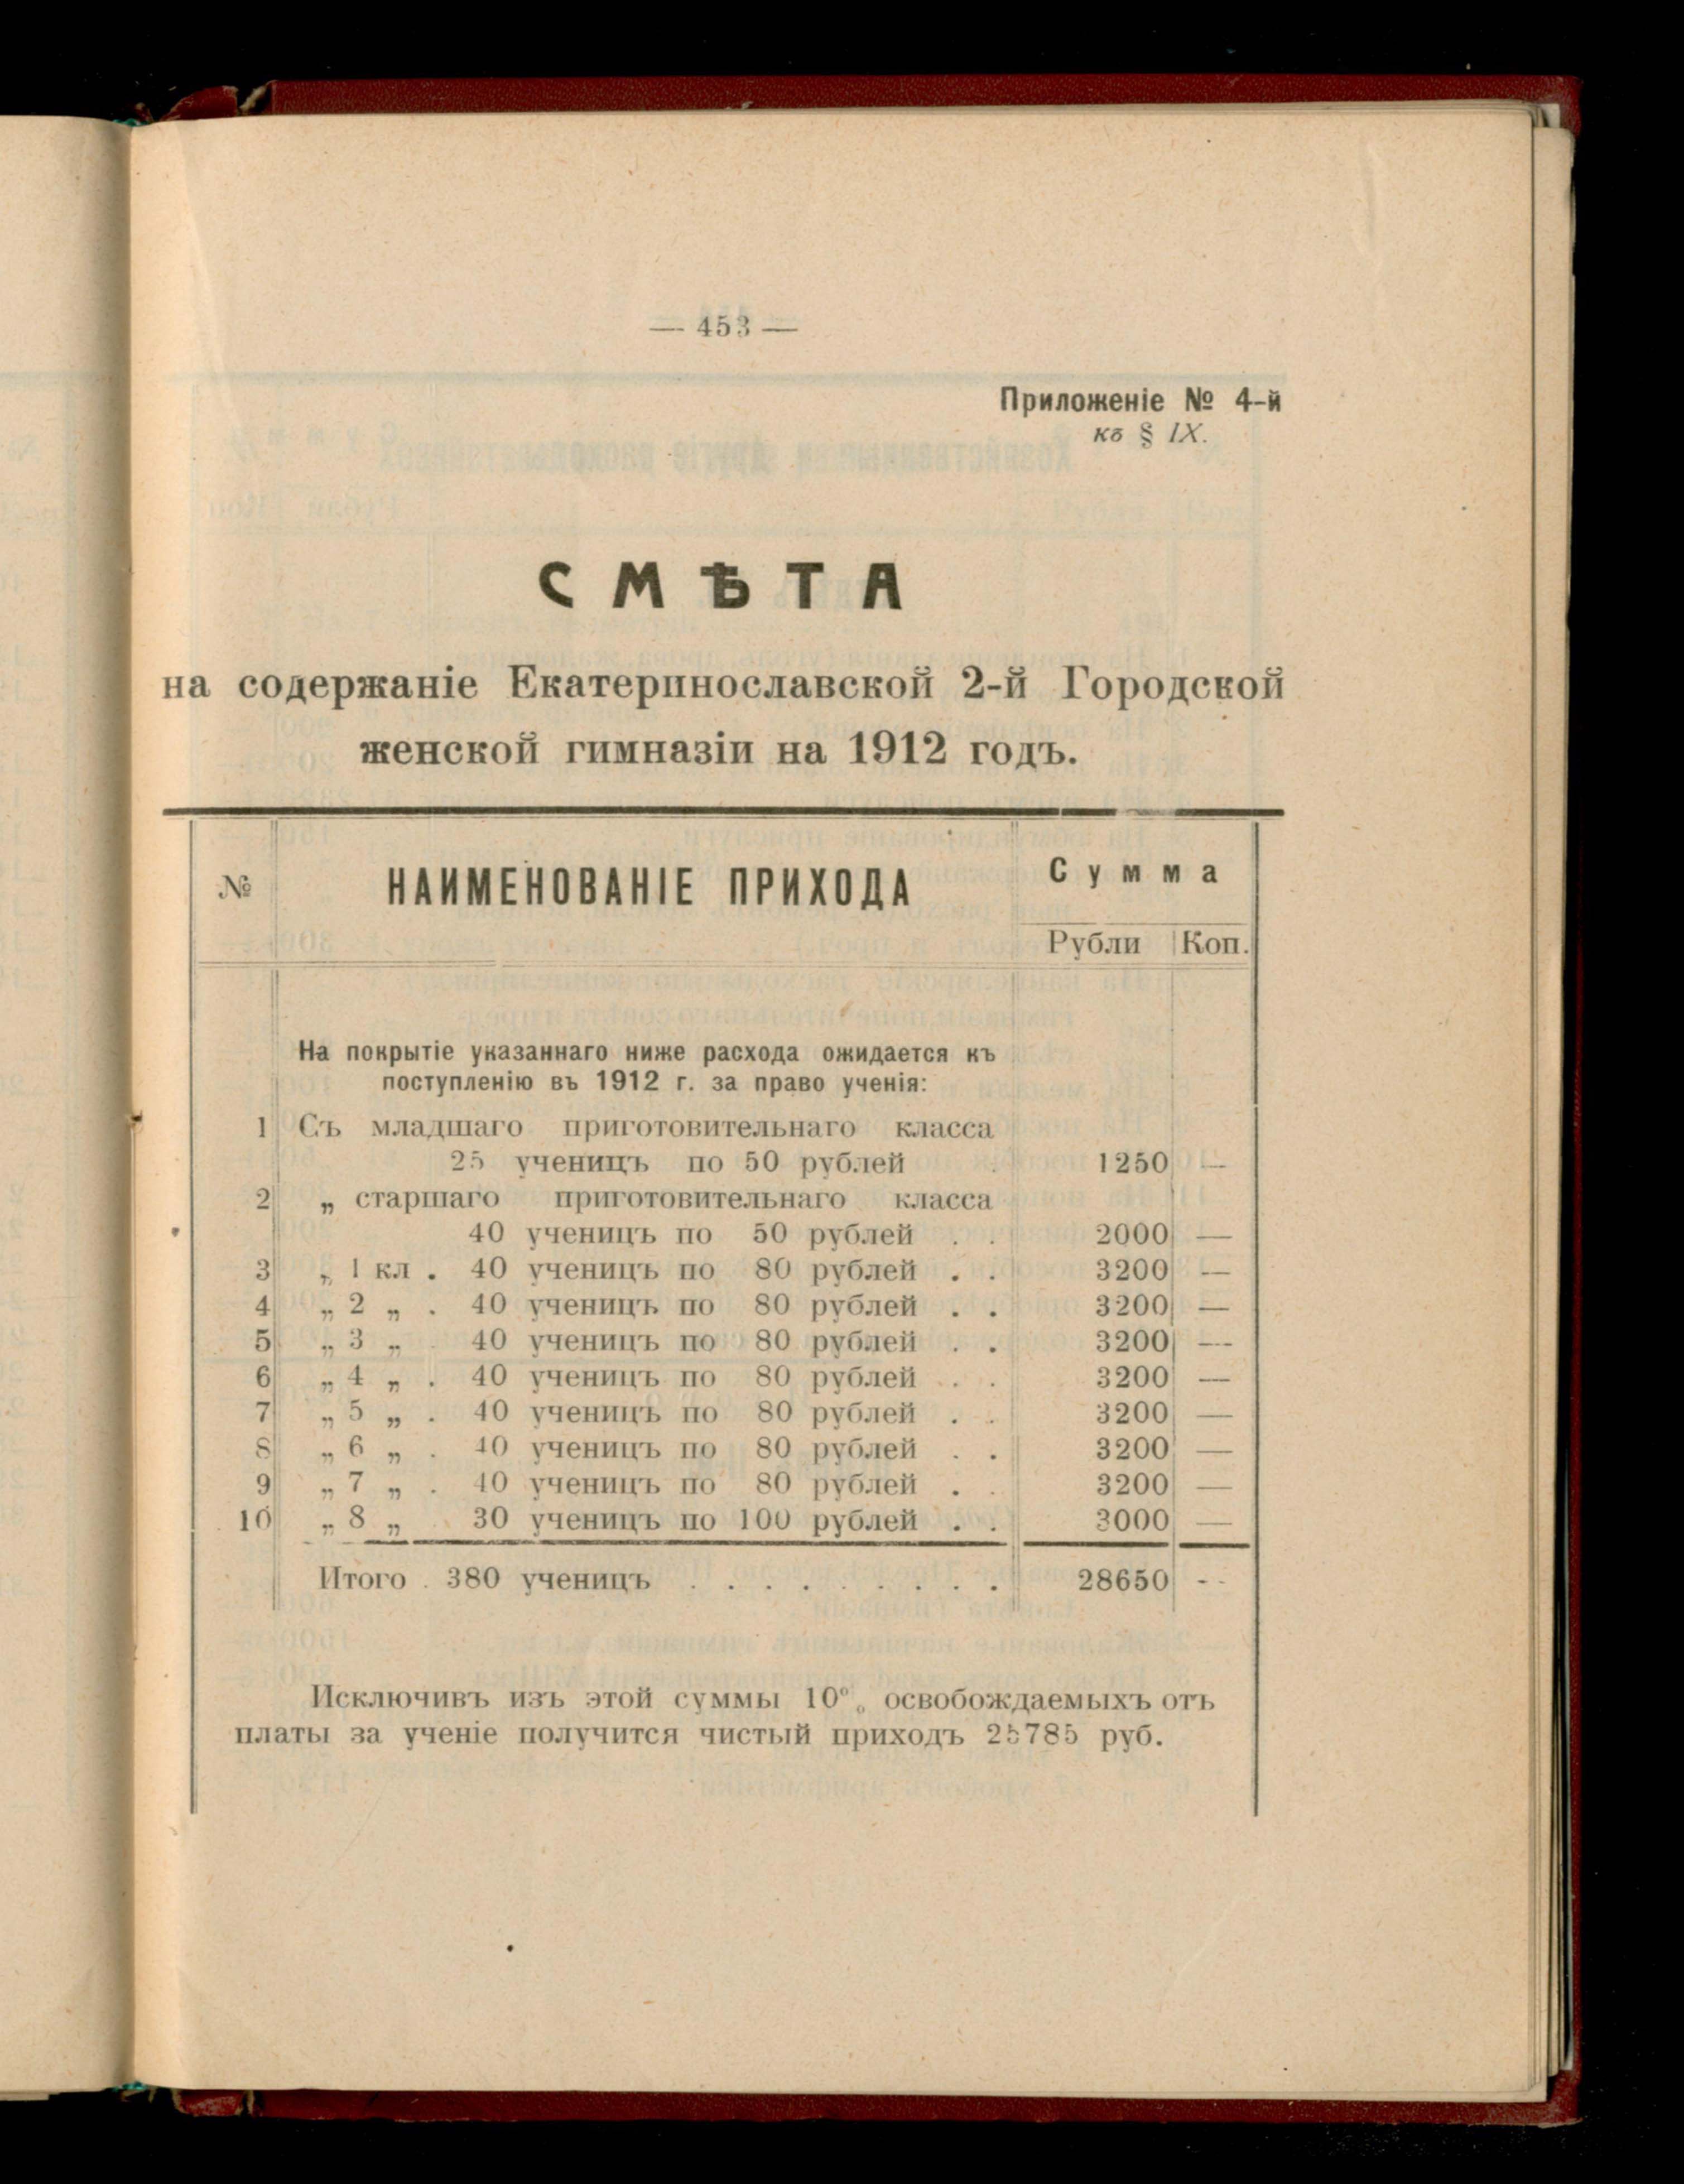 — 453 —
Приложеніе № 4-й
къ § IX.
СМѢТА
на содержаніе Екатеринославской 2-й Городской
женской гимназіи на 1912 годъ.
№ НАИМЕНОВАНІЕ ПРИХОДА Сумма
Рубли Коп.
На покрытіе указаннаго ниже расхода ожидается къ
поступленію въ 1912 г. за право ученія:
1 Съ младшаго приготовительнаго класса
25 ученицъ по 50 рублей . 1250 —
2 „ старшаго приготовительнаго класса
40 ученицъ по 50 рублей . . 2000 —
3 „ 1 кл . 40 ученицъ по 80 рублей . . 3200 —
4 „ 2 „ . 40 ученицъ по 80 рублей . . 3200 —
5 „ 3 „ . 40 ученицъ по 80 рублей . . 3200 —
6 „ 4 „ . 40 ученицъ по 80 рублей . . 3200 —
7 „ 5 „ . 40 ученицъ по 80 рублей . . 3200 —
8 „ 6 „ . 40 ученицъ по 80 рублей . . 3200 —
9 „ 7 „ . 40 ученицъ по 80 рублей . . 3200 —
10 „ 8 „ . 30 ученицъ по 100 рублей . . 3000 —
Итого . 380 ученицъ . . . . . . . . . 28650 —
Исключивъ изъ этой суммы 10% освобождаемыхъ отъ
платы за ученіе получится чистый приходъ 25785 руб.